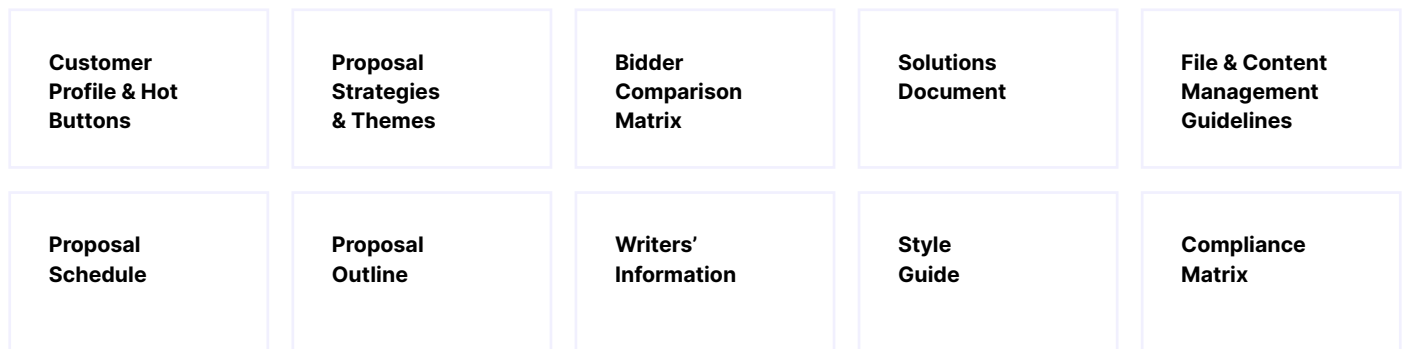 Customer
Profile & Hot
Buttons
Proposal
Strategies
& Themes
Bidder
Comparison
Matrix
Solutions
Document
File & Content
Management
Guidelines
Proposal
Schedule
Proposal
Outline
Writers’
Information
Style
Guide
Compliance
Matrix